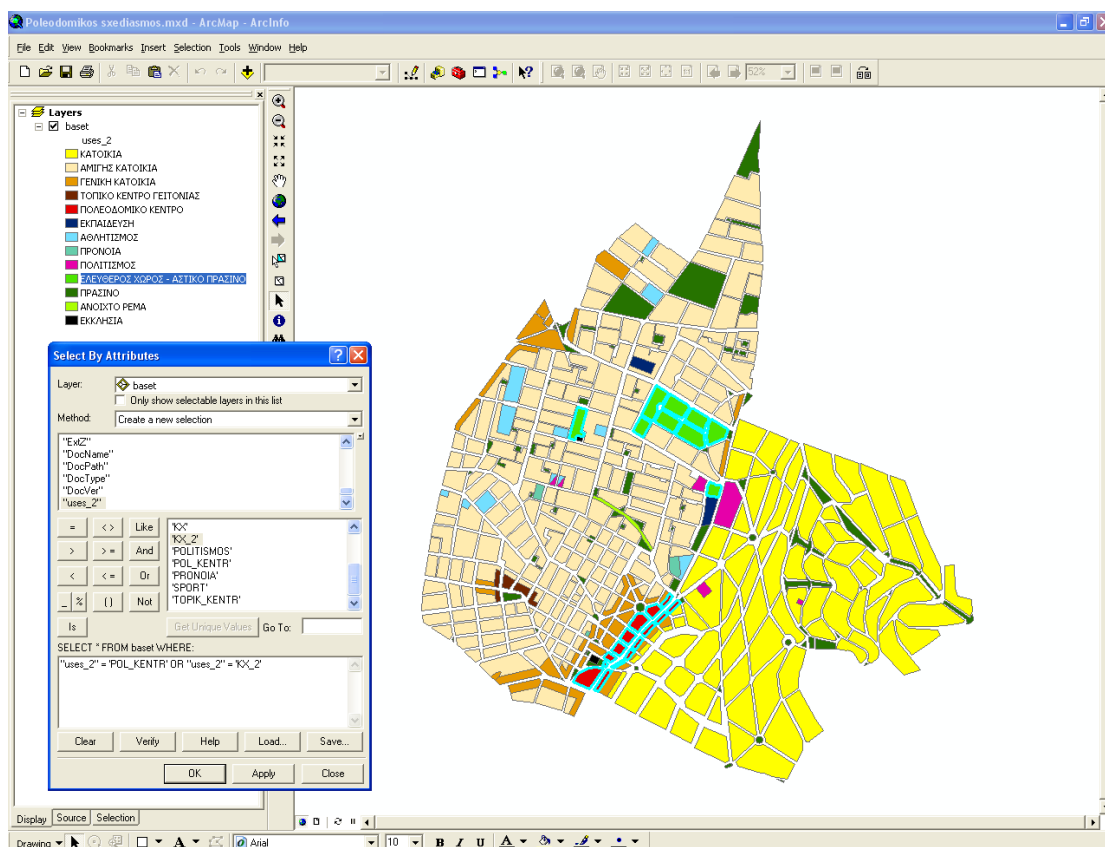 Poleodomikos sxediasmos.mxd - ArcMap - ArcInfo
File Edit View Bookmarks Insert Selection Tools Window Help
52%
Layers
baset
uses_2
ΚΑΤΟΙΚΙΑ
ΑΜΙΓΗΣ ΚΑΤΟΙΚΙΑ
ΓΕΝΙΚΗ ΚΑΤΟΙΚΙΑ
ΤΟΠΙΚΟ ΚΕΝΤΡΟ ΓΕΙΤΟΝΙΑΣ
ΠΟΛΕΟΔΟΜΙΚΟ ΚΕΝΤΡΟ
ΕΚΠΑΙΔΕΥΣΗ
ΑΘΛΗΤΙΣΜΟΣ
ΠΡΟΝΟΙΑ
ΠΟΛΙΤΙΣΜΟΣ
ΕΛΕΥΘΕΡΟΣ ΧΩΡΟΣ - ΑΣΤΙΚΟ ΠΡΑΣΙΝΟ
ΠΡΑΣΙΝΟ
ΑΝΟΙΧΤΟ ΡΕΜΑ
ΕΚΚΛΗΣΙΑ
Select By Attributes
Layer: baset
Only show selectable layers in this list
Method: Create a new selection
"ExtZ"
"DocName"
"DocPath"
"DocType"
"DocVer"
"uses_2"
= < > Like
> > = And
< < = Or
_ % ( ) Not
Is
'KX'
'KX_2'
'POLITISMOS'
'POL_KENTR'
'PRONOIA'
'SPORT'
'TOPIK_KENTR'
Get Unique Values Go To:
SELECT * FROM baset WHERE:
"uses_2" = 'POL_KENTR' OR "uses_2" = 'KX_2'
Clear Verify Help Load... Save...
OK Apply Close
Display Source Selection
Drawing A Arial 10 B I U A